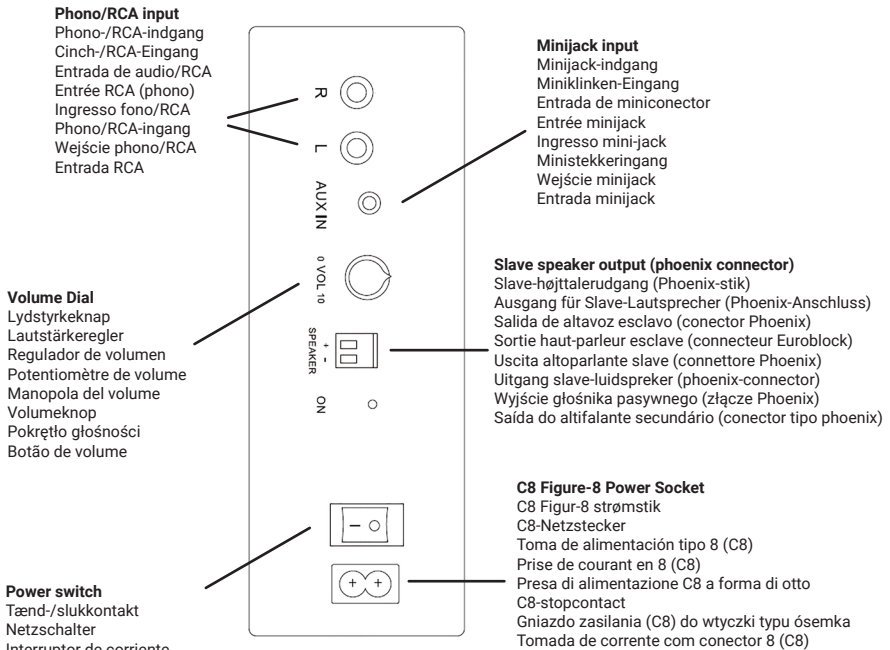 Phono/RCA input
Phono-/RCA-indgang
Cinch-/RCA-Eingang
Entrada de audio/RCA
Entrée RCA (phono)
Ingresso fono/RCA
Phono/RCA-ingang
Wejście phono/RCA
Entrada RCA
Minijack input
Minijack-indgang
Miniklinken-Eingang
Entrada de miniconector
Entrée minijack
Ingresso mini-jack
Ministekkeringang
Wejście minijack
Entrada minijack
R
L
AUX IN
0 VOL 10
SPEAKER
+ -
ON
Volume Dial
Lydstyrkeknap
Lautstärkeregler
Regulador de volumen
Potentiomètre de volume
Manopola del volume
Volumeknop
Pokrętło głośności
Botão de volume
Slave speaker output (phoenix connector)
Slave-højttalerudgang (Phoenix-stik)
Ausgang für Slave-Lautsprecher (Phoenix-Anschluss)
Salida de altavoz esclavo (conector Phoenix)
Sortie haut-parleur esclave (connecteur Euroblock)
Uscita altoparlante slave (connettore Phoenix)
Uitgang slave-luidspreker (phoenix-connector)
Wyjście głośnika pasywnego (złącze Phoenix)
Saída do altifalante secundário (conector tipo phoenix)
C8 Figure-8 Power Socket
C8 Figur-8 strømstik
C8-Netzstecker
Toma de alimentación tipo 8 (C8)
Prise de courant en 8 (C8)
Presa di alimentazione C8 a forma di otto
C8-stopcontact
Gniazdo zasilania (C8) do wtyczki typu ósemka
Tomada de corrente com conector 8 (C8)
Power switch
Tænd-/slukkontakt
Netzschalter
Interruptor de corriente